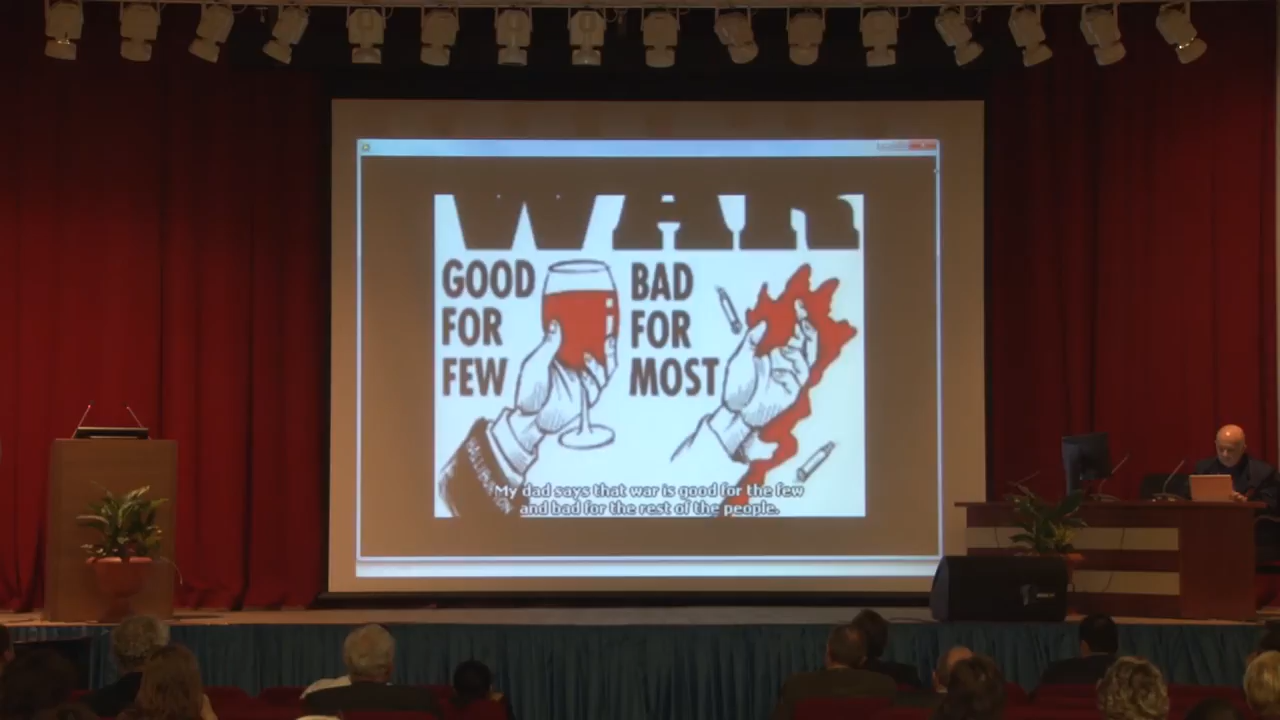 WAR
GOOD
FOR
FEW
BAD
FOR
MOST
My dad says that war is good for the few
and bad for the rest of the people.